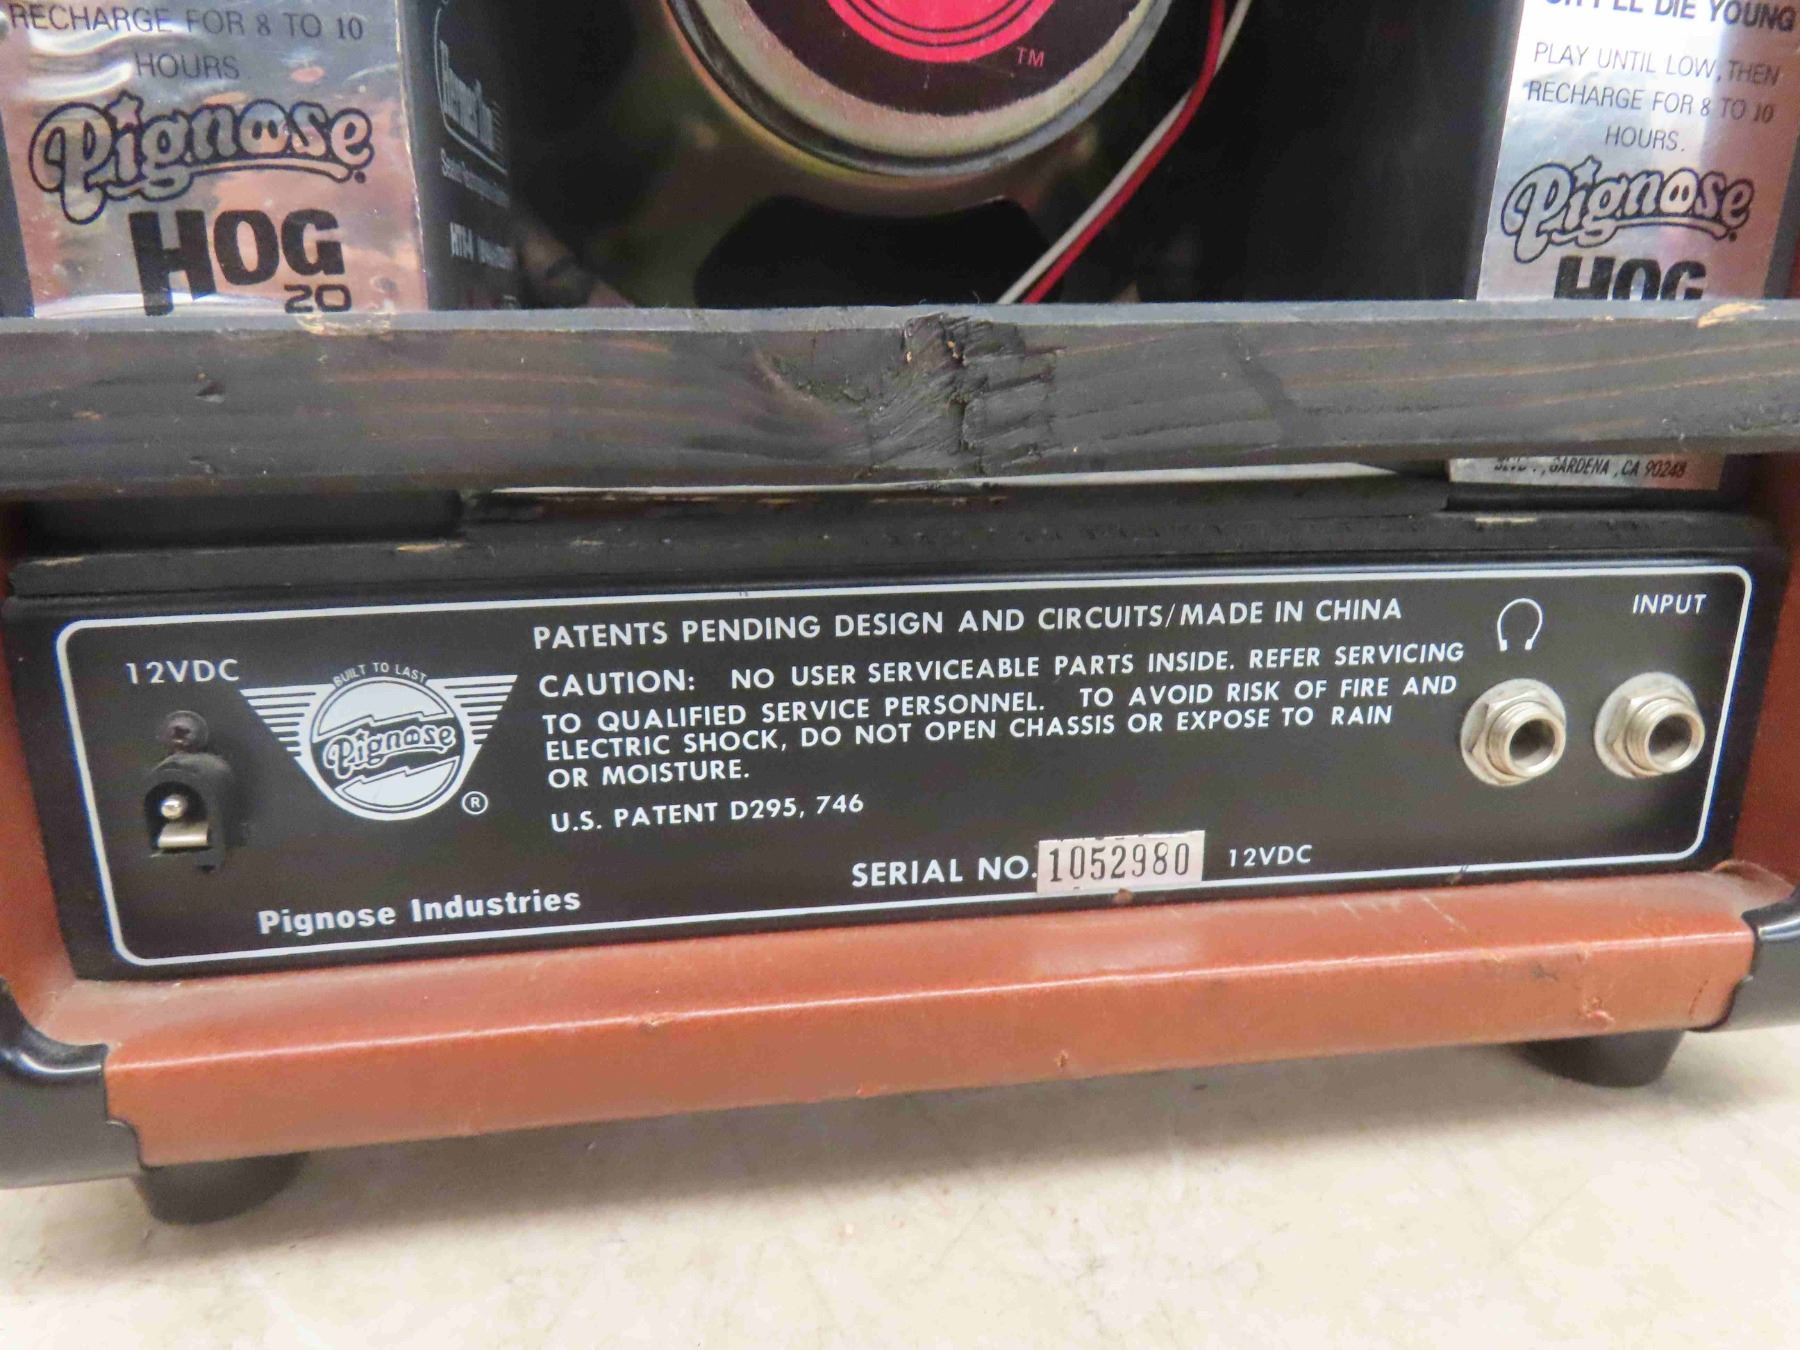 RECHARGE FOR 8 TO 10
HOURS
Pignose®
HOG
20
TM
DIE YOUNG
PLAY UNTIL LOW, THEN
RECHARGE FOR 8 TO 10
HOURS.
Pignose
HOG
GARDENA, CA 90248
12VDC
BUILT TO LAST
Pignose
®
PATENTS PENDING DESIGN AND CIRCUITS/MADE IN CHINA
CAUTION: NO USER SERVICEABLE PARTS INSIDE. REFER SERVICING
TO QUALIFIED SERVICE PERSONNEL. TO AVOID RISK OF FIRE AND
ELECTRIC SHOCK, DO NOT OPEN CHASSIS OR EXPOSE TO RAIN
OR MOISTURE.
U.S. PATENT D295, 746
INPUT
SERIAL NO. 1052980 12VDC
Pignose Industries